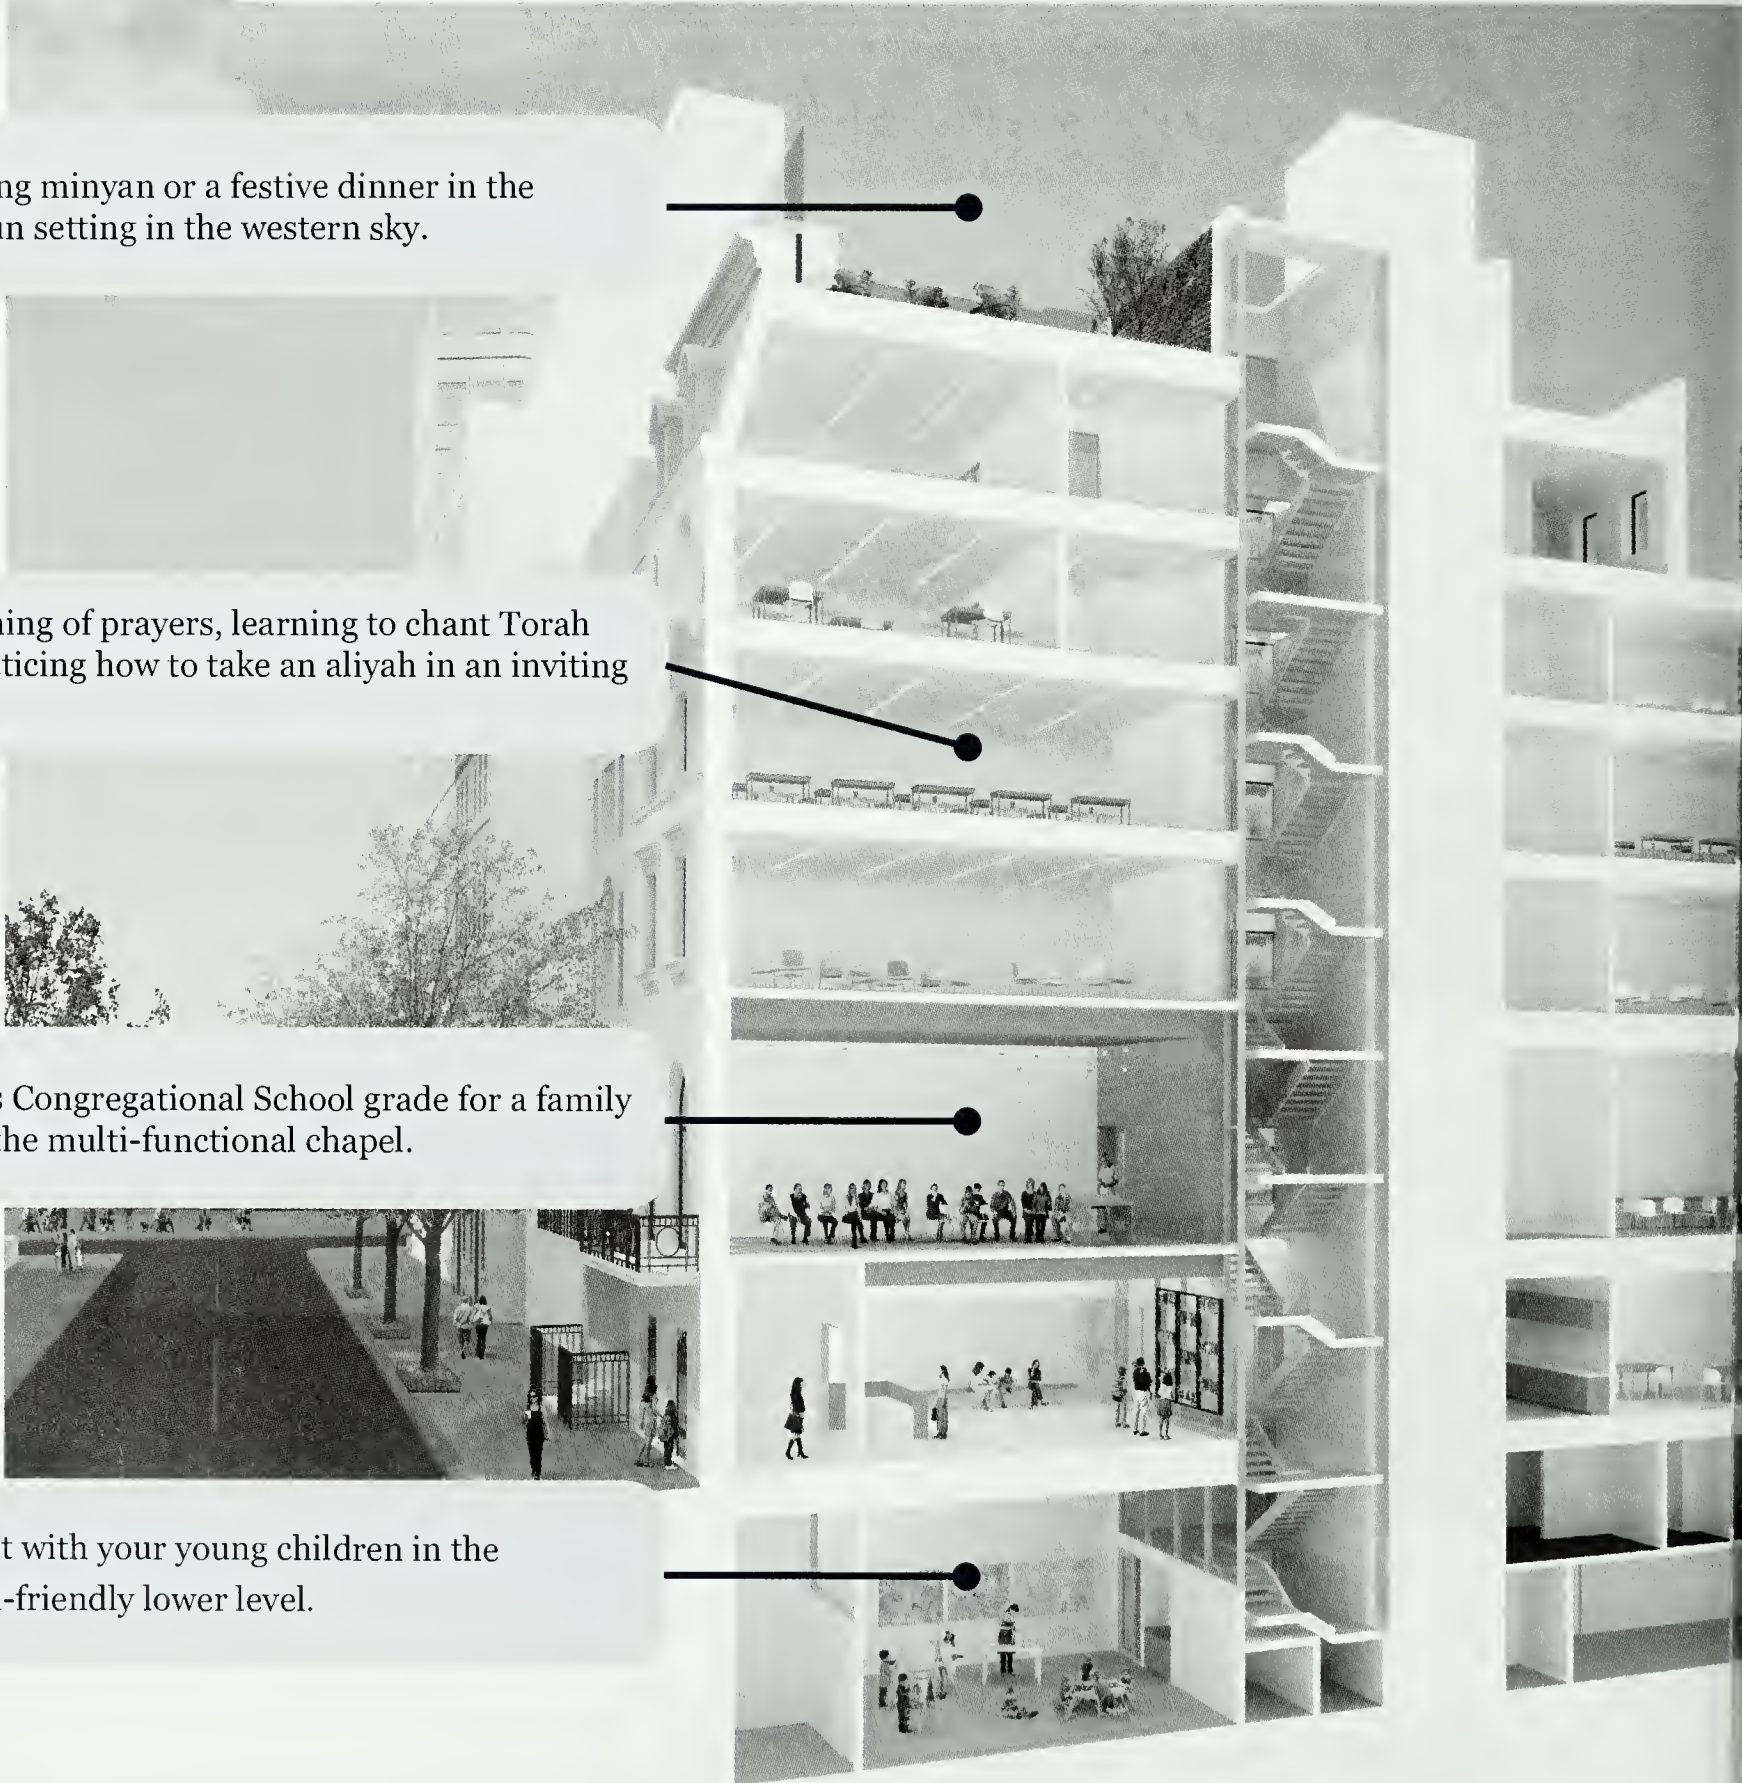 ng minyan or a festive dinner in the
un setting in the western sky.
ning of prayers, learning to chant Torah
ticing how to take an aliyah in an inviting
s Congregational School grade for a family
the multi-functional chapel.
t with your young children in the
-friendly lower level.